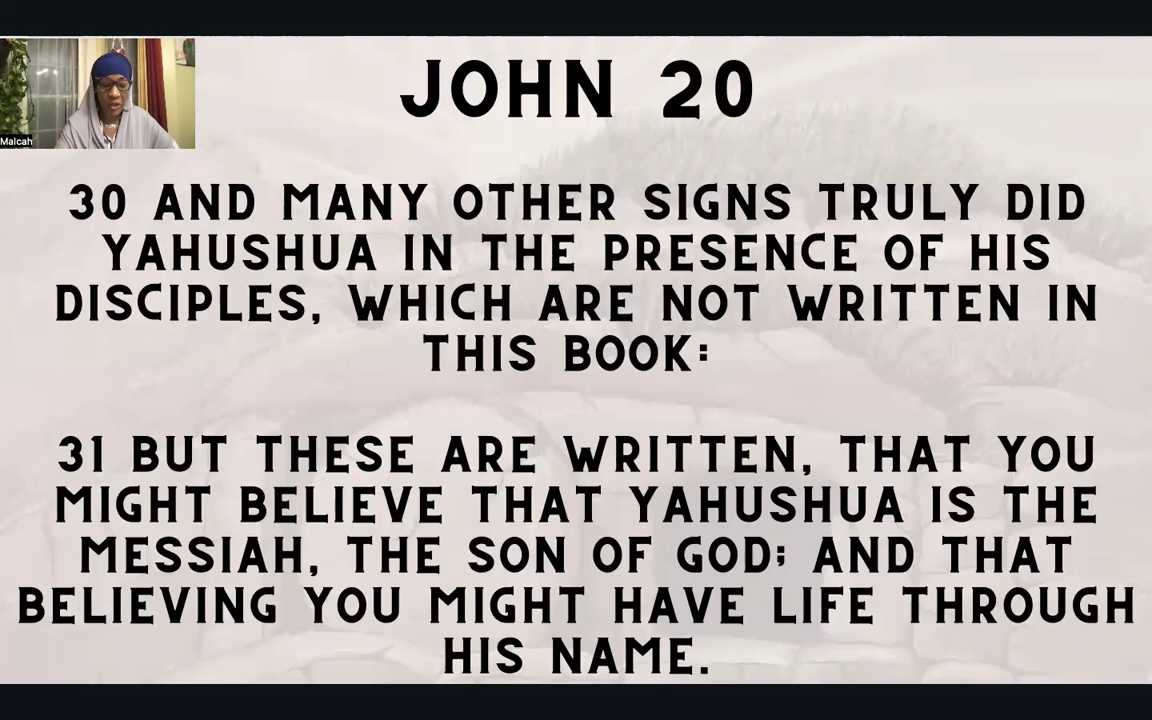 JOHN 20
Malcah
30 AND MANY OTHER SIGNS TRULY DID
YAHUSHUA IN THE PRESENCE OF HIS
DISCIPLES, WHICH ARE NOT WRITTEN IN
THIS BOOK:
31 BUT THESE ARE WRITTEN, THAT YOU
MIGHT BELIEVE THAT YAHUSHUA IS THE
MESSIAH, THE SON OF GOD; AND THAT
BELIEVING YOU MIGHT HAVE LIFE THROUGH
HIS NAME.